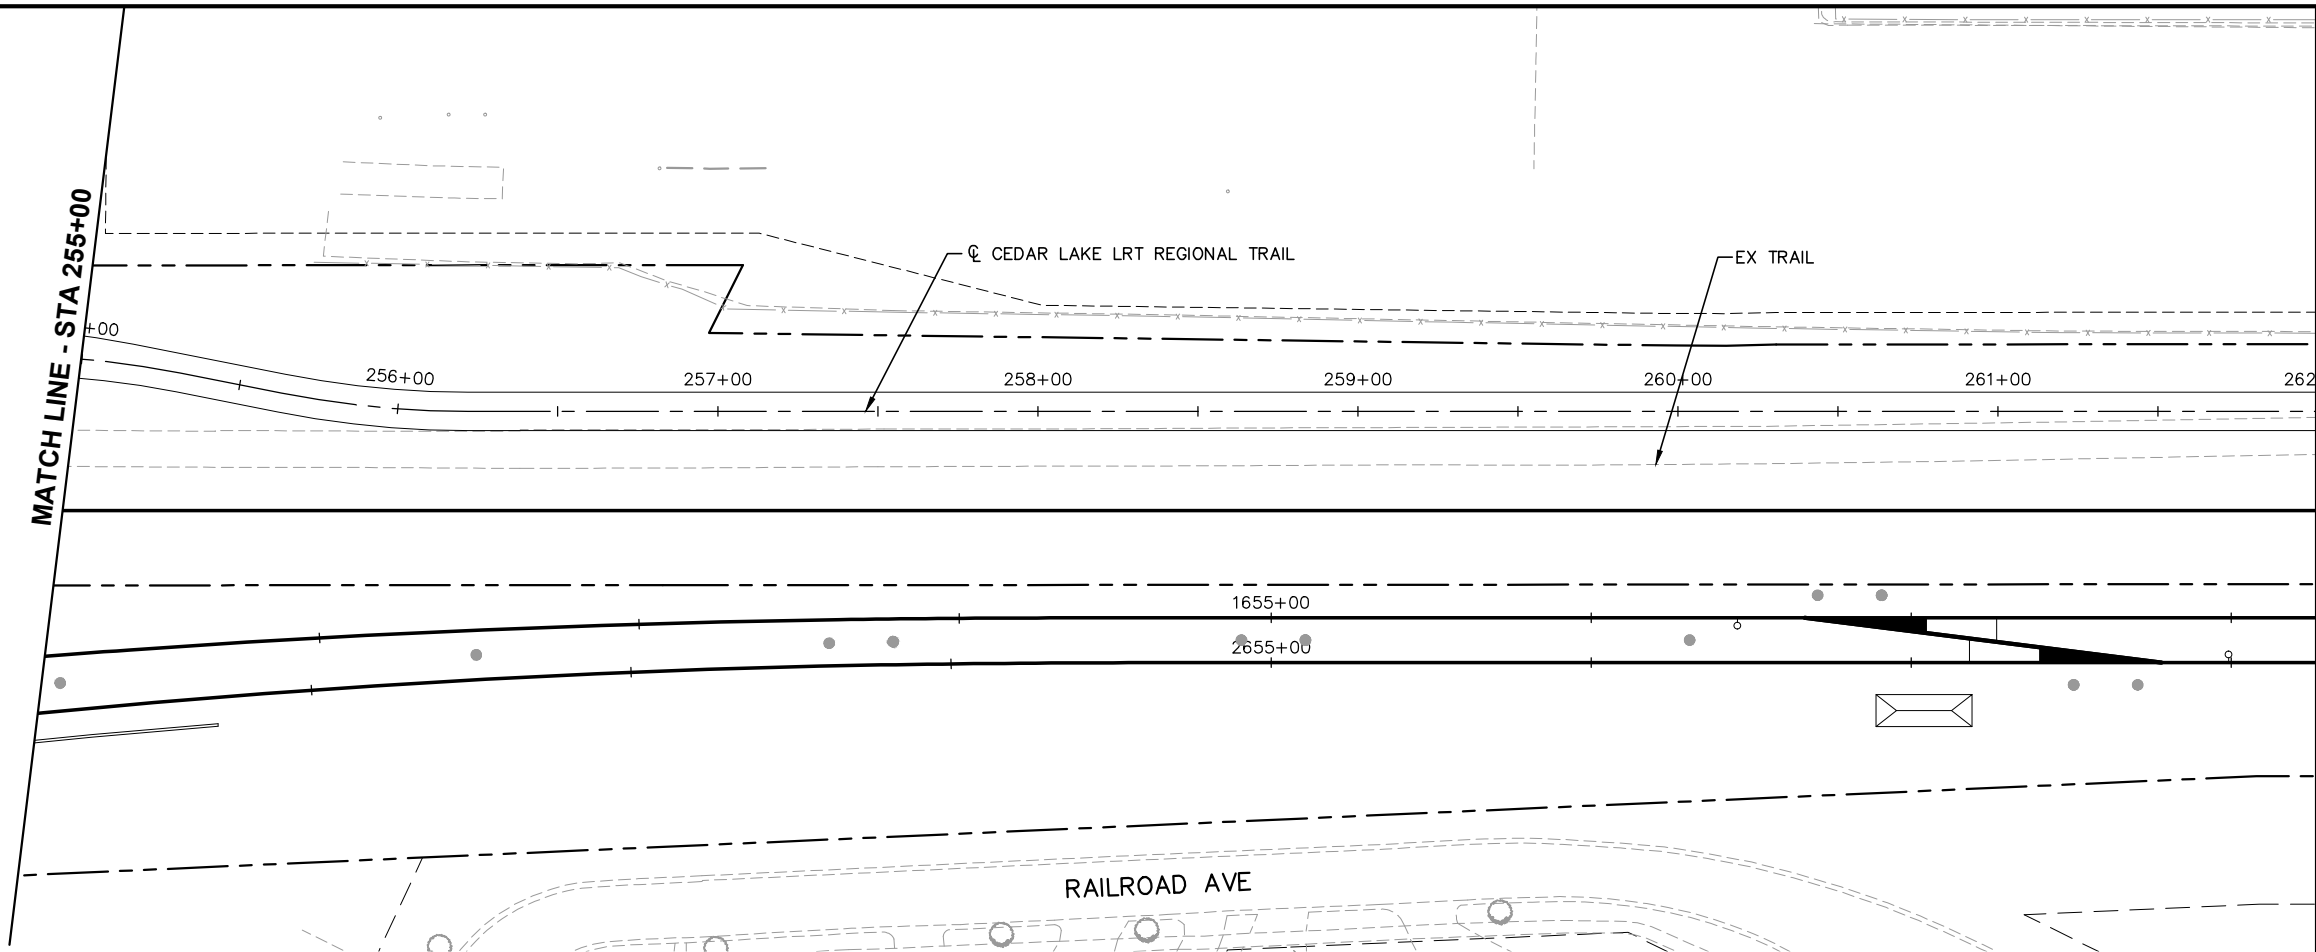 MATCH LINE - STA 255+00
℄ CEDAR LAKE LRT REGIONAL TRAIL
EX TRAIL
+00
256+00
257+00
258+00
259+00
260+00
261+00
262
1655+00
2655+00
RAILROAD AVE